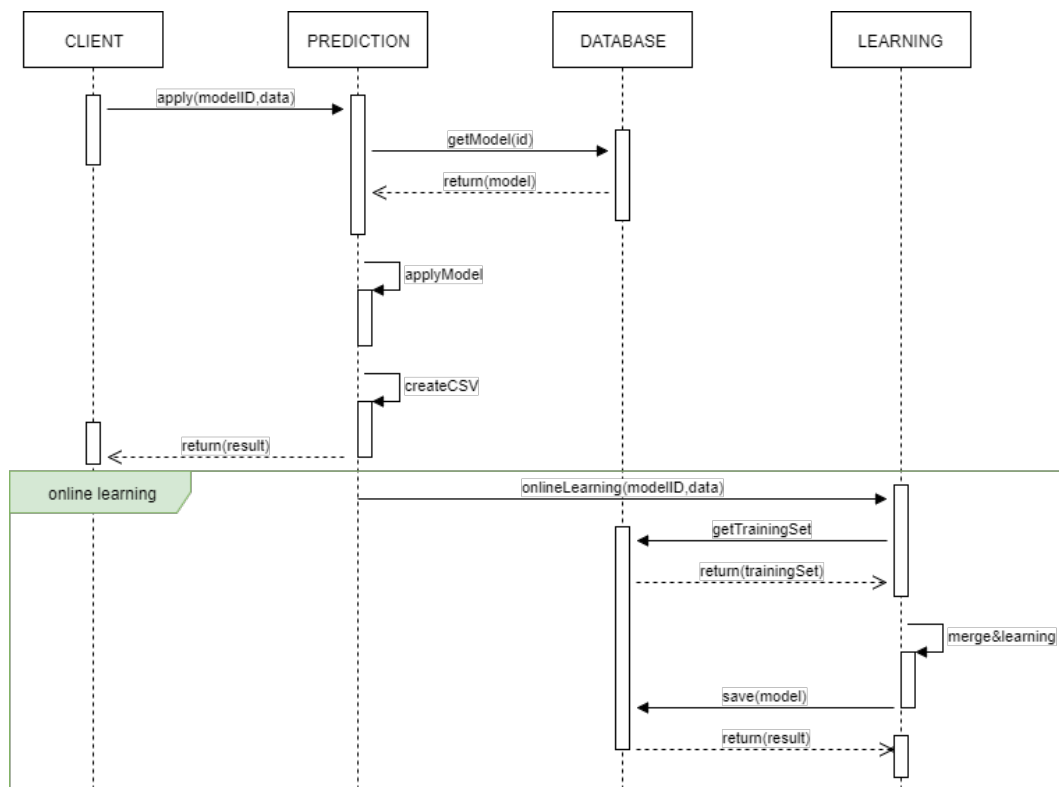 CLIENT
PREDICTION
DATABASE
LEARNING
apply(modelID,data)
getModel(id)
return(model)
applyModel
createCSV
return(result)
online learning
onlineLearning(modelID,data)
getTrainingSet
return(trainingSet)
merge&learning
save(model)
return(result)